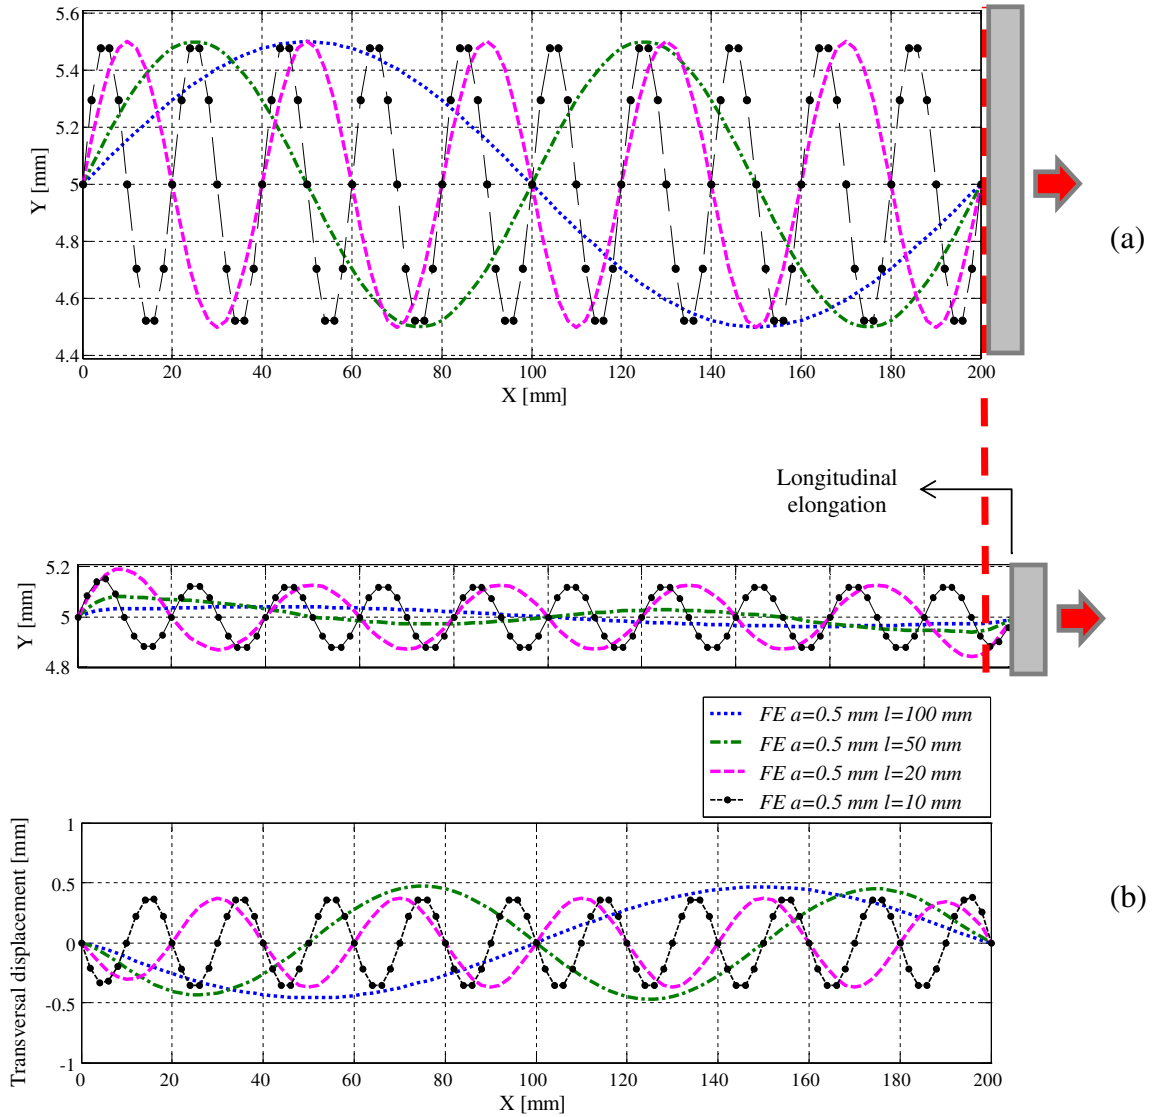 5.6
5.4
5.2
5
4.8
4.6
4.4
Y [mm]
0 20 40 60 80 100 120 140 160 180 200
X [mm]
(a)
Longitudinal
elongation
5.2
5
4.8
Y [mm]
FE a=0.5 mm l=100 mm
FE a=0.5 mm l=50 mm
FE a=0.5 mm l=20 mm
FE a=0.5 mm l=10 mm
1
0.5
0
-0.5
-1
Transversal displacement [mm]
(b)
0 20 40 60 80 100 120 140 160 180 200
X [mm]